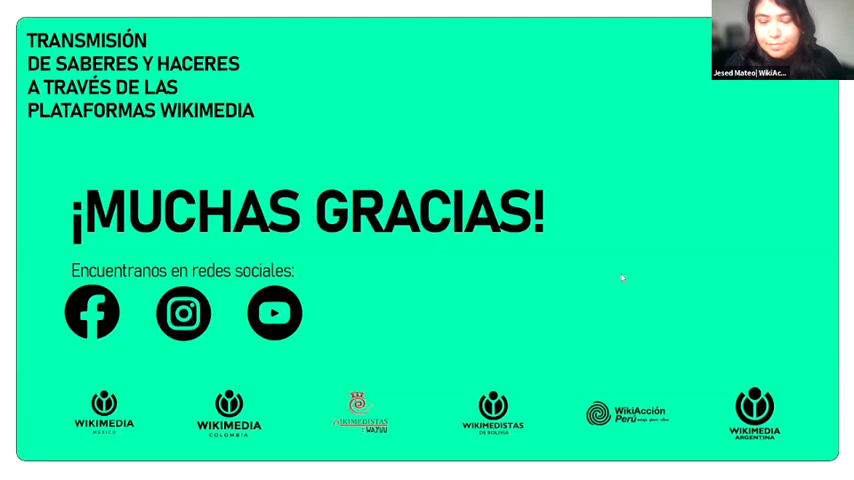 TRANSMISIÓN
DE SABERES Y HACERES
A TRAVÉS DE LAS
PLATAFORMAS WIKIMEDIA
Jesed Mateo| WikiAc...
¡MUCHAS GRACIAS!
Encuentranos en redes sociales:
WIKIMEDIA
MÉXICO
WIKIMEDIA
COLOMBIA
WIKIMEDISTAS
WAYUU
WIKIMEDISTAS
DE BOLIVIA
WikiAcción
Perú
WIKIMEDIA
ARGENTINA